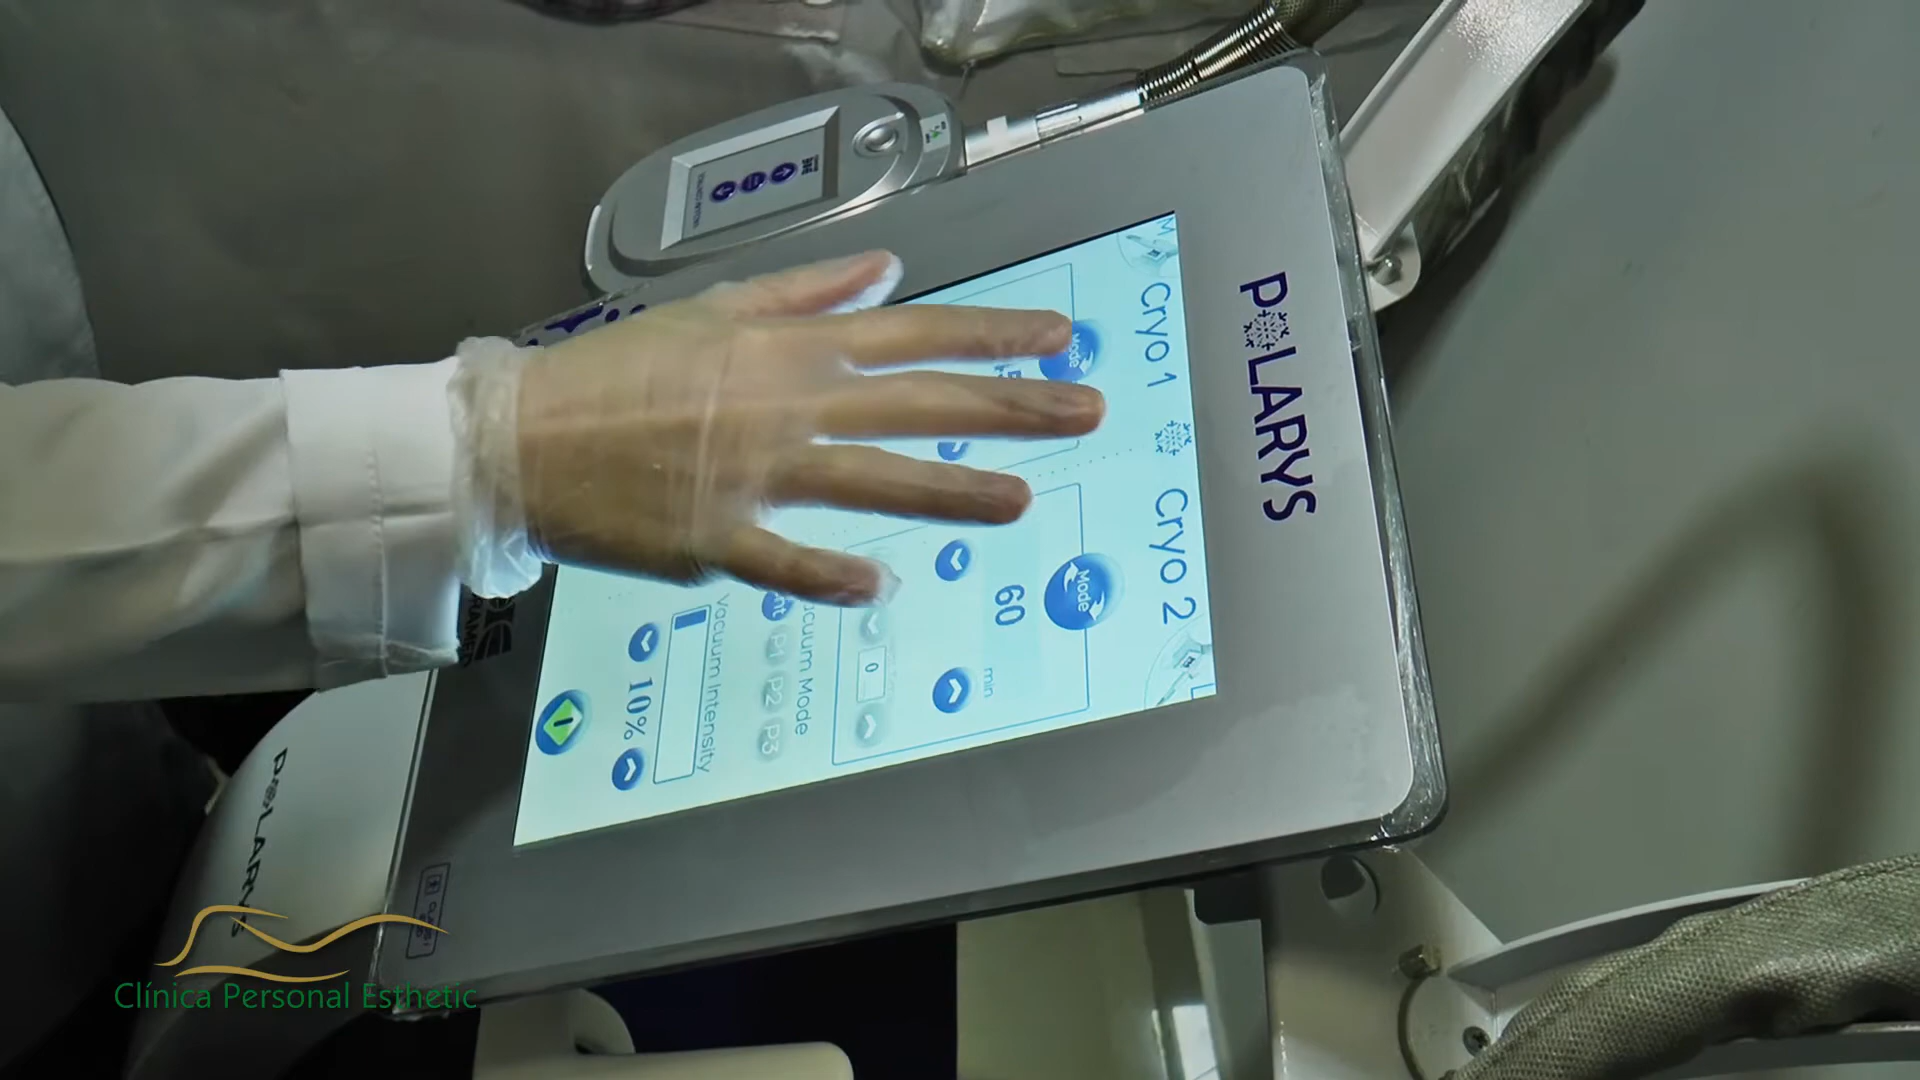 POLARYS
Cryo 1
Cryo 2
Mode
Mode
60
min
0
Vacuum Mode
P1 P2 P3
Vacuum Intensity
10%
POLARYS
Clínica Personal Esthetic